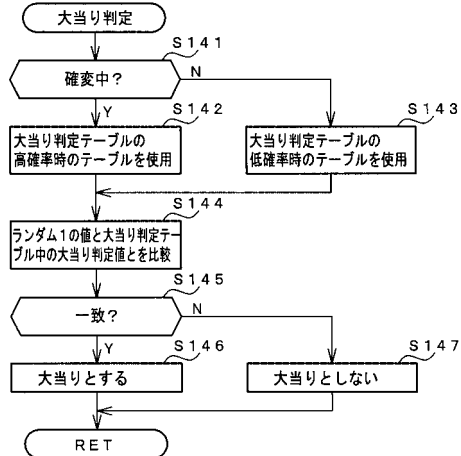 大当り判定
S141
確変中?
N
Y
S142
大当り判定テーブルの
高確率時のテーブルを使用
S143
大当り判定テーブルの
低確率時のテーブルを使用
S144
ランダム1の値と大当り判定テー
ブル中の大当り判定値とを比較
S145
一致?
N
Y
S146
大当りとする
S147
大当りとしない
RET